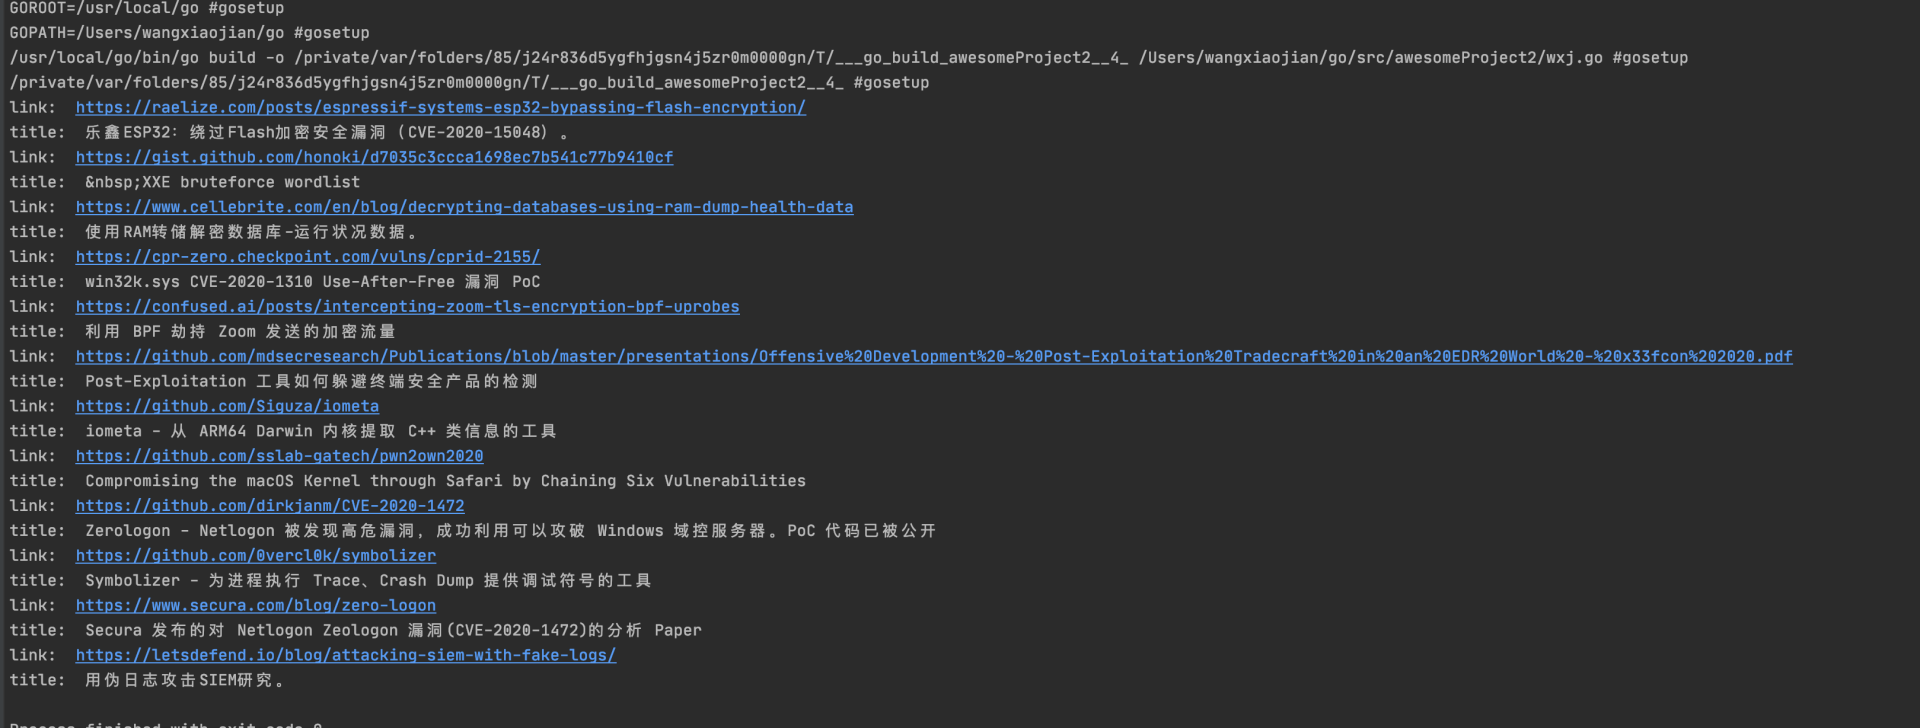 GOROOT=/usr/local/go #gosetup
GOPATH=/Users/wangxiaojian/go #gosetup
/usr/local/go/bin/go build -o /private/var/folders/85/j24r836d5ygfhjgsn4j5zr0m0000gn/T/___go_build_awesomeProject2__4_ /Users/wangxiaojian/go/src/awesomeProject2/wxj.go #gosetup
/private/var/folders/85/j24r836d5ygfhjgsn4j5zr0m0000gn/T/___go_build_awesomeProject2__4_ #gosetup
link:  https://raelize.com/posts/espressif-systems-esp32-bypassing-flash-encryption/
title:  乐鑫ESP32：绕过Flash加密安全漏洞（CVE-2020-15048）。
link:  https://gist.github.com/honoki/d7035c3ccca1698ec7b541c77b9410cf
title:  &nbsp;XXE bruteforce wordlist
link:  https://www.cellebrite.com/en/blog/decrypting-databases-using-ram-dump-health-data
title:  使用RAM转储解密数据库-运行状况数据。
link:  https://cpr-zero.checkpoint.com/vulns/cprid-2155/
title:  win32k.sys CVE-2020-1310 Use-After-Free 漏洞 PoC
link:  https://confused.ai/posts/intercepting-zoom-tls-encryption-bpf-uprobes
title:  利用 BPF 劫持 Zoom 发送的加密流量
link:  https://github.com/mdsecresearch/Publications/blob/master/presentations/Offensive%20Development%20-%20Post-Exploitation%20Tradecraft%20in%20an%20EDR%20World%20-%20x33fcon%202020.pdf
title:  Post-Exploitation 工具如何躲避终端安全产品的检测
link:  https://github.com/Siguza/iometa
title:  iometa - 从 ARM64 Darwin 内核提取 C++ 类信息的工具
link:  https://github.com/sslab-gatech/pwn2own2020
title:  Compromising the macOS Kernel through Safari by Chaining Six Vulnerabilities
link:  https://github.com/dirkjanm/CVE-2020-1472
title:  Zerologon - Netlogon 被发现高危漏洞，成功利用可以攻破 Windows 域控服务器。PoC 代码已被公开
link:  https://github.com/0vercl0k/symbolizer
title:  Symbolizer - 为进程执行 Trace、Crash Dump 提供调试符号的工具
link:  https://www.secura.com/blog/zero-logon
title:  Secura 发布的对 Netlogon Zeologon 漏洞(CVE-2020-1472)的分析 Paper
link:  https://letsdefend.io/blog/attacking-siem-with-fake-logs/
title:  用伪日志攻击SIEM研究。
Process finished with exit code 0